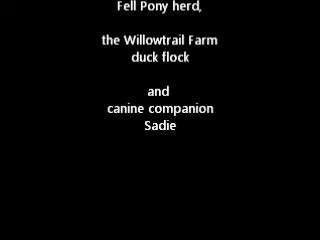 Fell Pony herd,
the Willowtrail Farm
duck flock
and
canine companion
Sadie